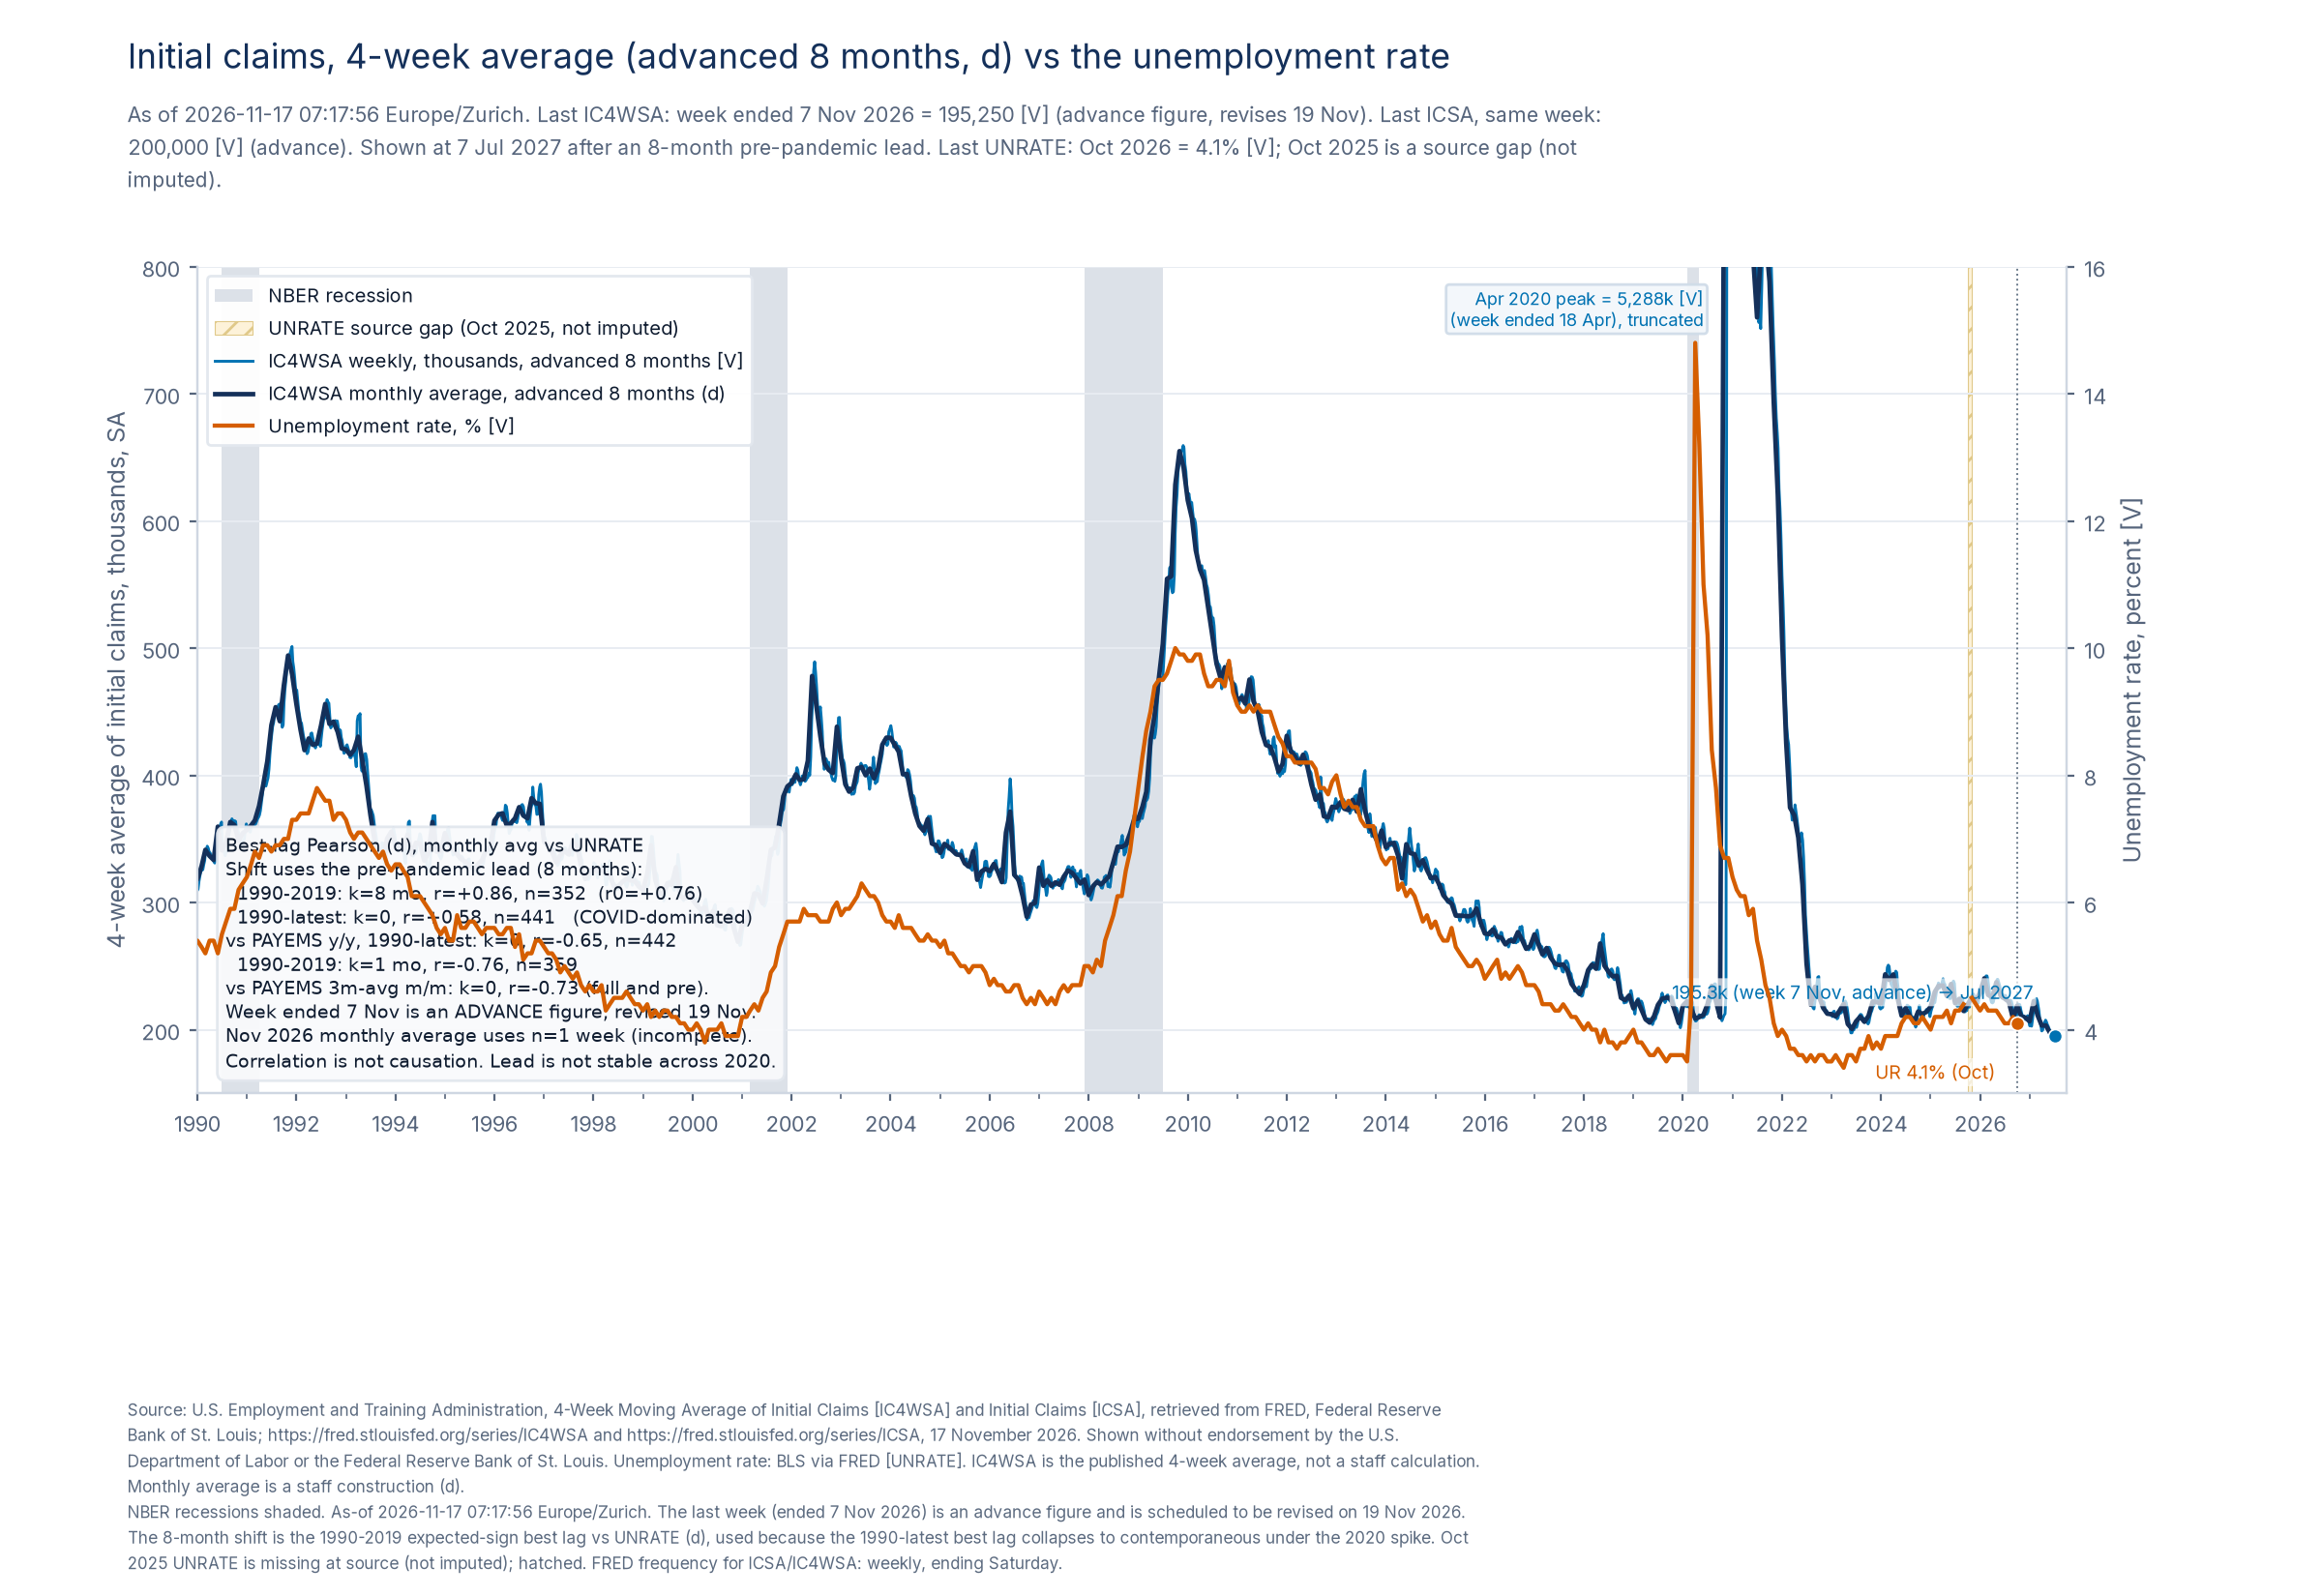 Initial claims, 4-week average (advanced 8 months, d) vs the unemployment rate
As of 2026-11-17 07:17:56 Europe/Zurich. Last IC4WSA: week ended 7 Nov 2026 = 195,250 [V] (advance figure, revises 19 Nov). Last ICSA, same week:
200,000 [V] (advance). Shown at 7 Jul 2027 after an 8-month pre-pandemic lead. Last UNRATE: Oct 2026 = 4.1% [V]; Oct 2025 is a source gap (not
imputed).
4-week average of initial claims, thousands, SA
800
700
600
500
400
300
200
NBER recession
UNRATE source gap (Oct 2025, not imputed)
IC4WSA weekly, thousands, advanced 8 months [V]
IC4WSA monthly average, advanced 8 months (d)
Unemployment rate, % [V]
Apr 2020 peak = 5,288k [V]
(week ended 18 Apr), truncated
Best lag Pearson (d), monthly avg vs UNRATE
Shift uses the pre-pandemic lead (8 months):
1990-2019: k=8 mo, r=+0.86, n=352 (r0=+0.76)
1990-latest: k=0, r=+0.58, n=441 (COVID-dominated)
vs PAYEMS y/y, 1990-latest: k=0, r=-0.65, n=442
1990-2019: k=1 mo, r=-0.76, n=359
vs PAYEMS 3m-avg m/m: k=0, r=-0.73 (full and pre).
Week ended 7 Nov is an ADVANCE figure, revised 19 Nov.
Nov 2026 monthly average uses n=1 week (incomplete).
Correlation is not causation. Lead is not stable across 2020.
195.3k (week 7 Nov, advance) → Jul 2027
UR 4.1% (Oct)
16
14
12
10
8
6
4
Unemployment rate, percent [V]
1990 1992 1994 1996 1998 2000 2002 2004 2006 2008 2010 2012 2014 2016 2018 2020 2022 2024 2026
Source: U.S. Employment and Training Administration, 4-Week Moving Average of Initial Claims [IC4WSA] and Initial Claims [ICSA], retrieved from FRED, Federal Reserve
Bank of St. Louis; https://fred.stlouisfed.org/series/IC4WSA and https://fred.stlouisfed.org/series/ICSA, 17 November 2026. Shown without endorsement by the U.S.
Department of Labor or the Federal Reserve Bank of St. Louis. Unemployment rate: BLS via FRED [UNRATE]. IC4WSA is the published 4-week average, not a staff calculation.
Monthly average is a staff construction (d).
NBER recessions shaded. As-of 2026-11-17 07:17:56 Europe/Zurich. The last week (ended 7 Nov 2026) is an advance figure and is scheduled to be revised on 19 Nov 2026.
The 8-month shift is the 1990-2019 expected-sign best lag vs UNRATE (d), used because the 1990-latest best lag collapses to contemporaneous under the 2020 spike. Oct
2025 UNRATE is missing at source (not imputed); hatched. FRED frequency for ICSA/IC4WSA: weekly, ending Saturday.